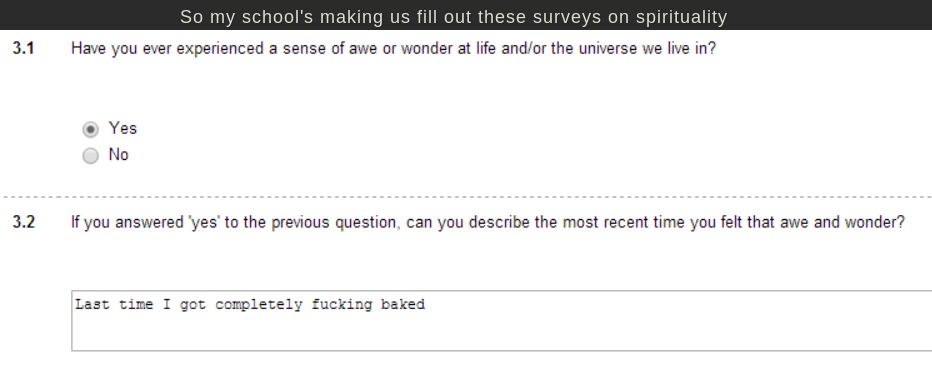 So my school's making us fill out these surveys on spirituality
3.1 Have you ever experienced a sense of awe or wonder at life and/or the universe we live in?
Yes
No
3.2 If you answered 'yes' to the previous question, can you describe the most recent time you felt that awe and wonder?
Last time I got completely fucking baked